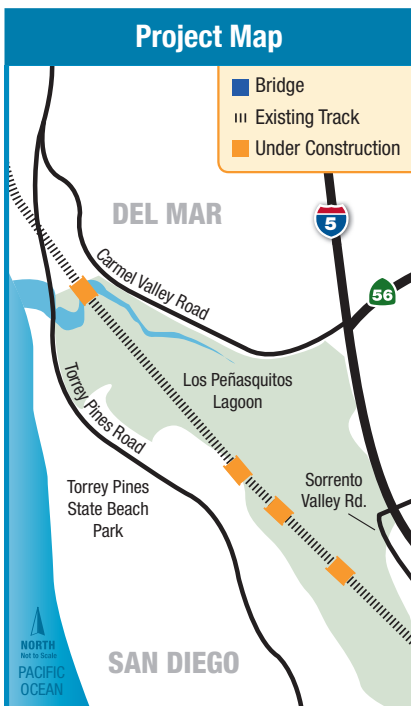 Project Map
Bridge
Existing Track
Under Construction
DEL MAR
5
56
Carmel Valley Road
Los Peñasquitos
Lagoon
Torrey Pines Road
Sorrento
Valley Rd.
Torrey Pines
State Beach
Park
NORTH
Not to Scale
PACIFIC
OCEAN
SAN DIEGO